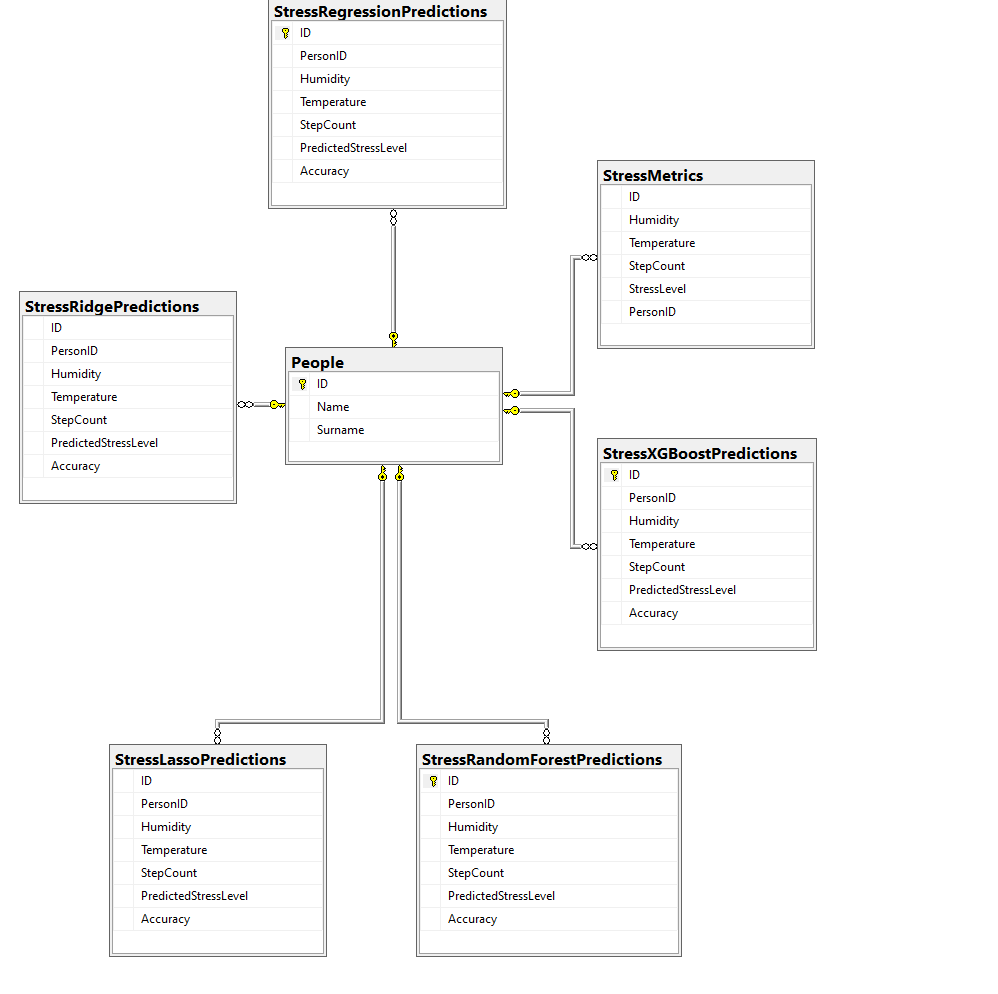 StressRegressionPredictions
ID
PersonID
Humidity
Temperature
StepCount
PredictedStressLevel
Accuracy
StressMetrics
ID
Humidity
Temperature
StepCount
StressLevel
PersonID
StressRidgePredictions
ID
PersonID
Humidity
Temperature
StepCount
PredictedStressLevel
Accuracy
People
ID
Name
Surname
StressXGBoostPredictions
ID
PersonID
Humidity
Temperature
StepCount
PredictedStressLevel
Accuracy
StressLassoPredictions
ID
PersonID
Humidity
Temperature
StepCount
PredictedStressLevel
Accuracy
StressRandomForestPredictions
ID
PersonID
Humidity
Temperature
StepCount
PredictedStressLevel
Accuracy